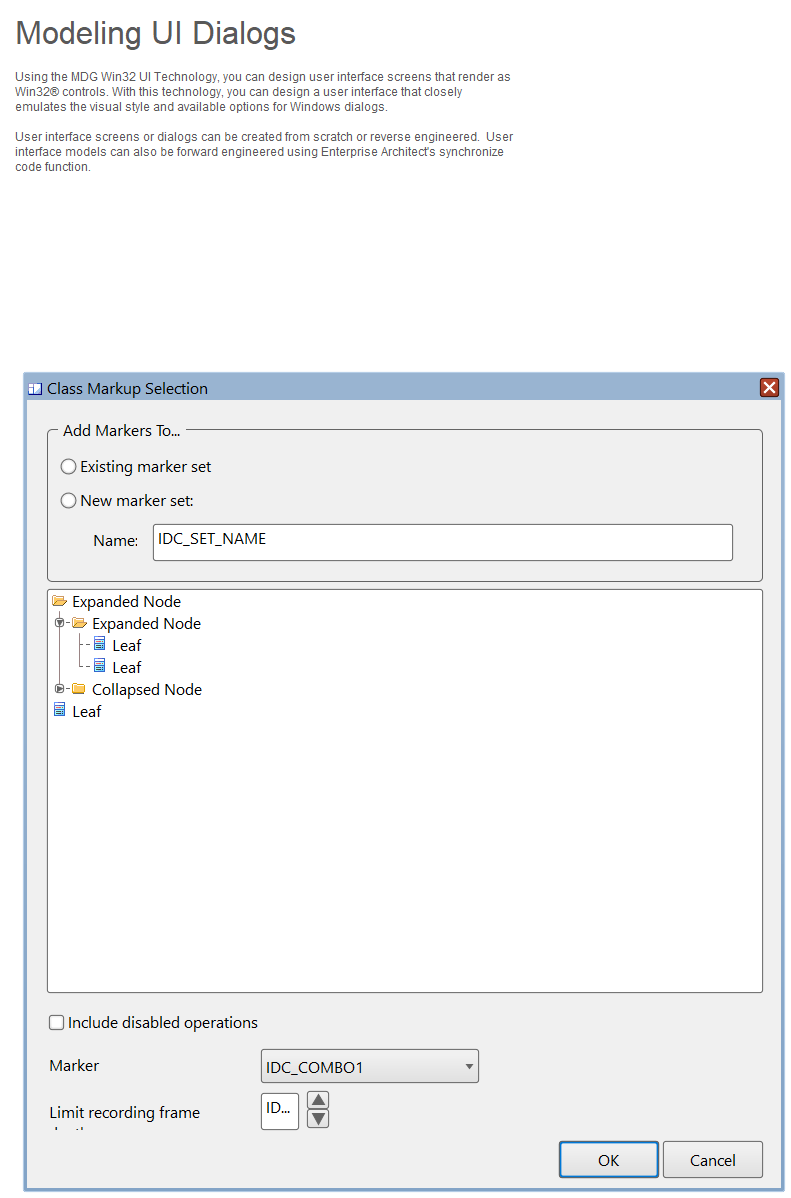 Modeling UI Dialogs
Using the MDG Win32 UI Technology, you can design user interface screens that render as
Win32® controls. With this technology, you can design a user interface that closely
emulates the visual style and available options for Windows dialogs.
User interface screens or dialogs can be created from scratch or reverse engineered.  User
interface models can also be forward engineered using Enterprise Architect's synchronize
code function.
Class Markup Selection
Add Markers To...
Existing marker set
New marker set:
Name: IDC_SET_NAME
Expanded Node
Expanded Node
Leaf
Leaf
Collapsed Node
Leaf
Include disabled operations
Marker IDC_COMBO1
Limit recording frame ID...
OK Cancel